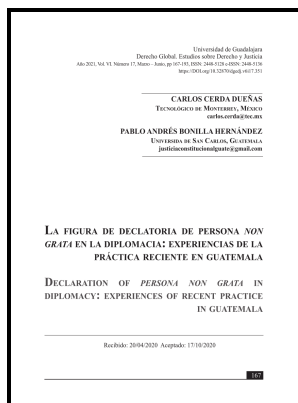 Universidad de Guadalajara
Derecho Global. Estudios sobre Derecho y Justicia
Año 2021, Vol. VI. Número 17, Marzo - Junio, pp 167-193, ISSN: 2448-5128 e-ISSN: 2448-5136
https://DOI.org/10.32870/dgedj.v6i17.351
CARLOS CERDA DUEÑAS
TECNOLÓGICO DE MONTERREY, MÉXICO
carlos.cerda@tec.mx
PABLO ANDRÉS BONILLA HERNÁNDEZ
UNIVERSIDA DE SAN CARLOS, GUATEMALA
justiciaconstitucionalguate@gmail.com
LA FIGURA DE DECLATORIA DE PERSONA NON
GRATA EN LA DIPLOMACIA: EXPERIENCIAS DE LA
PRÁCTICA RECIENTE EN GUATEMALA
DECLARATION OF PERSONA NON GRATA IN
DIPLOMACY: EXPERIENCES OF RECENT PRACTICE
IN GUATEMALA
Recibido: 20/04/2020 Aceptado: 17/10/2020
167